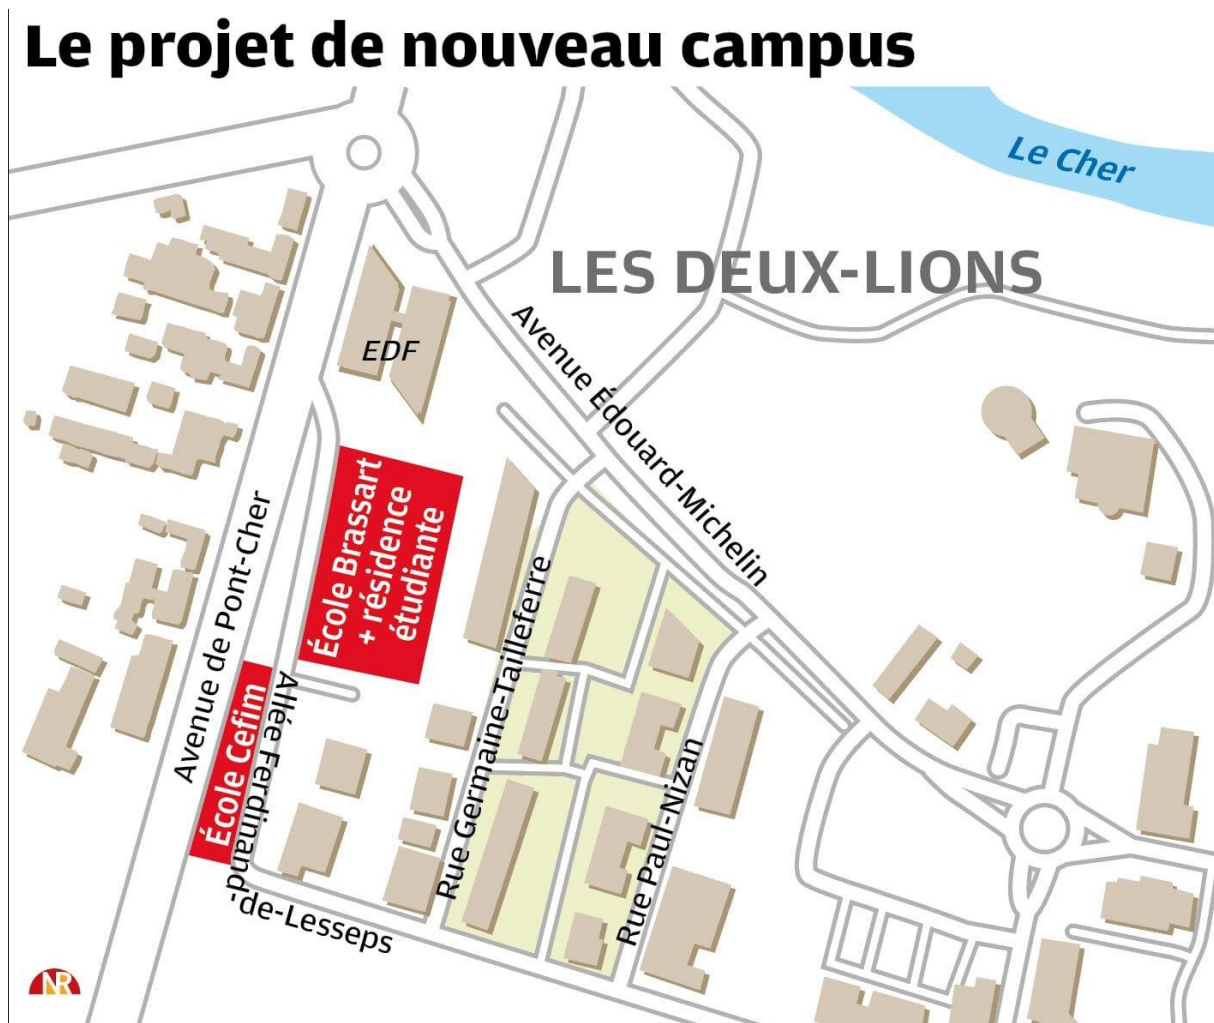 Le projet de nouveau campus
Le Cher
LES DEUX-LIONS
Avenue Édouard-Michelin
EDF
École Brassart
+ résidence
étudiante
Avenue de Pont-Cher
École Cefim
Allée Ferdinand-de-Lesseps
Rue Germaine-Tailleferre
Rue Paul-Nizan
NR